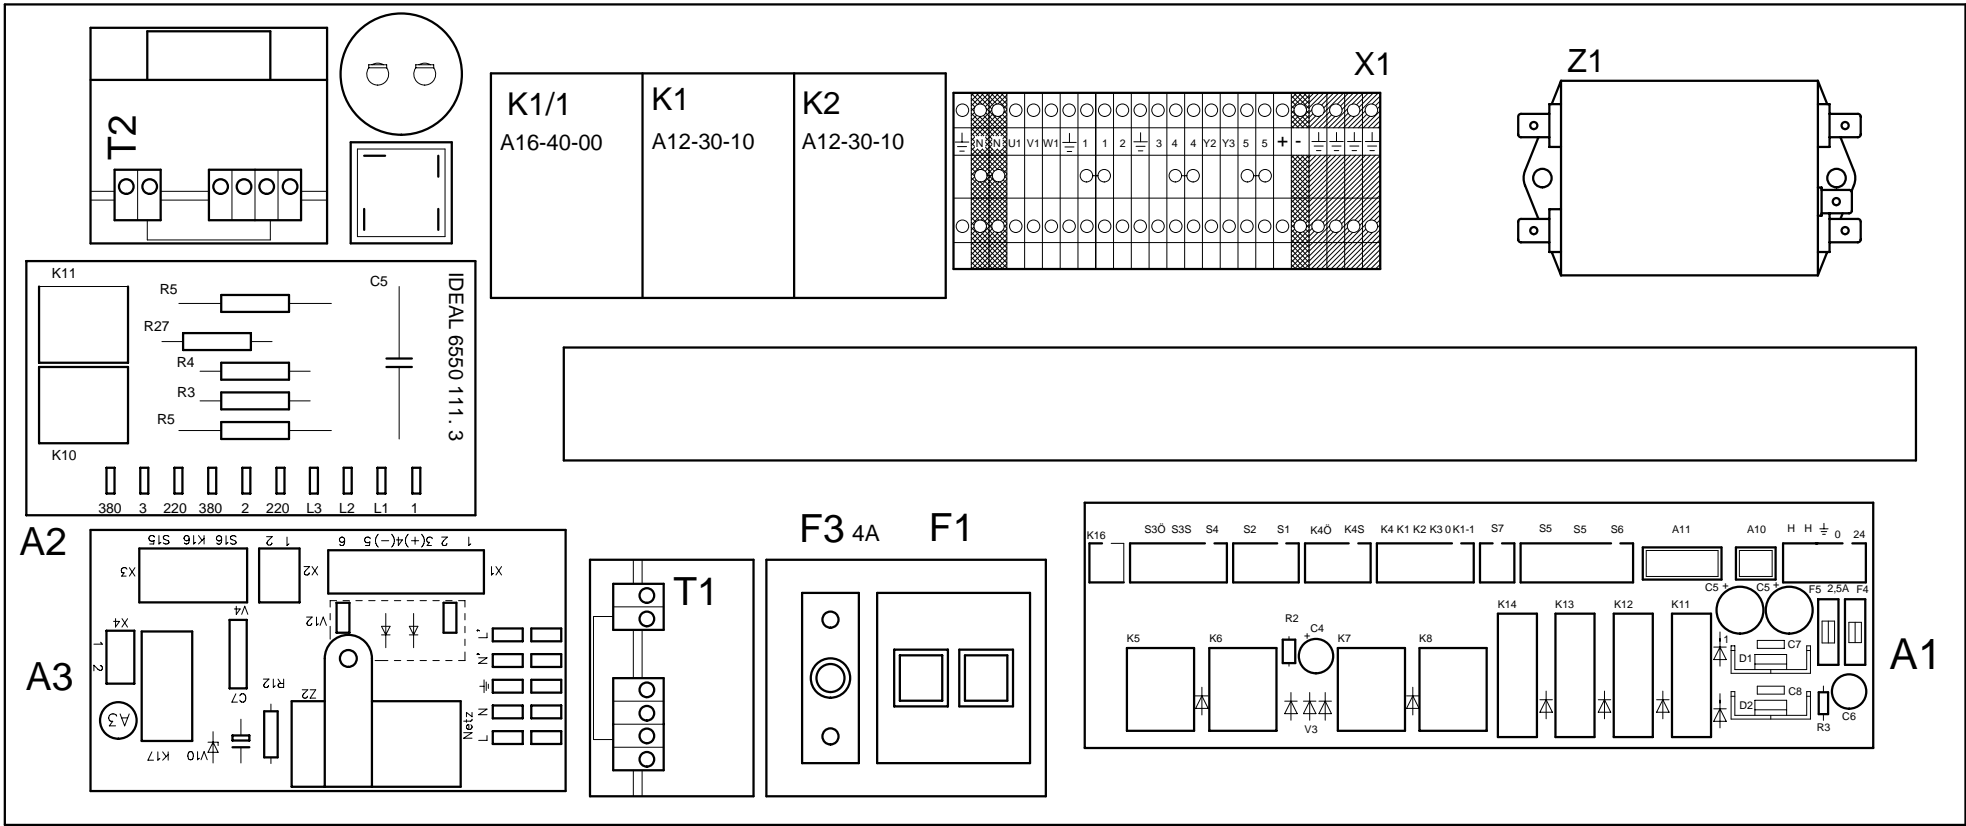 T2
K1/1
A16-40-00
K1
A12-30-10
K2
A12-30-10
X1
N N U1 V1 W1 1 1 2 3 4 4 Y2 Y3 5 5 + -
Z1
K11
R5
R27
R4
R3
R5
C5
IDEAL 6550 111. 3
K10
380 3 220 380 2 220 L3 L2 L1 1
A2
A3
S15 K16 S16
2 1
6 5(-)4(+)3 2 1
X3
X2
X1
X4
1
2
V4
V12
C7
R12
Z2
A3
K17
V10
Netz
L'
N'
N
L
T1
F3 4A
F1
A1
K16
S3Ö S3S S4
S2 S1
K4Ö K4S
K4 K1 K2 K3 0 K1-1
S7
S5 S5 S6
A11
A10
H H 0 24
C5 +
C5 +
F5 2,5A F4
K14
K13
K12
K11
K5
K6
R2
+ C4
K7
K8
V3
1
C7
D1
C8
D2
R3
C6